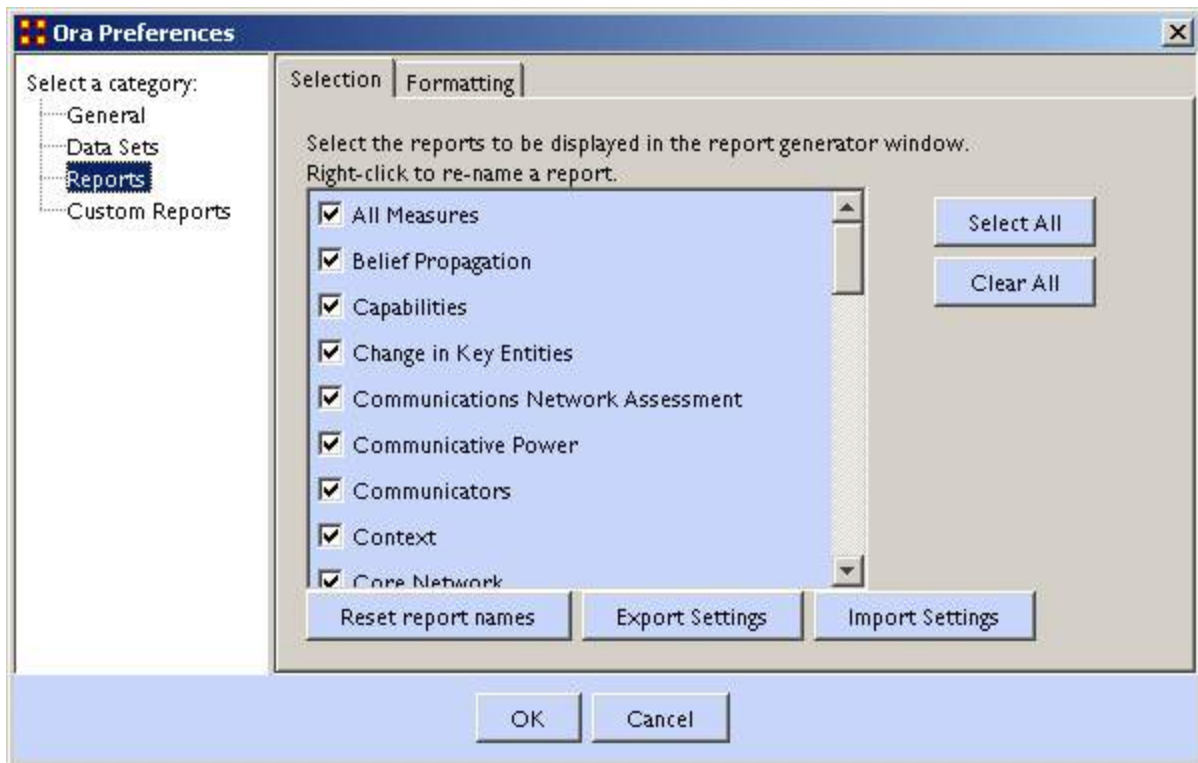 Ora Preferences
Select a category:
General
Data Sets
Reports
Custom Reports
Selection
Formatting
Select the reports to be displayed in the report generator window.
Right-click to re-name a report.
All Measures
Belief Propagation
Capabilities
Change in Key Entities
Communications Network Assessment
Communicative Power
Communicators
Context
Core Network
Select All
Clear All
Reset report names
Export Settings
Import Settings
OK
Cancel